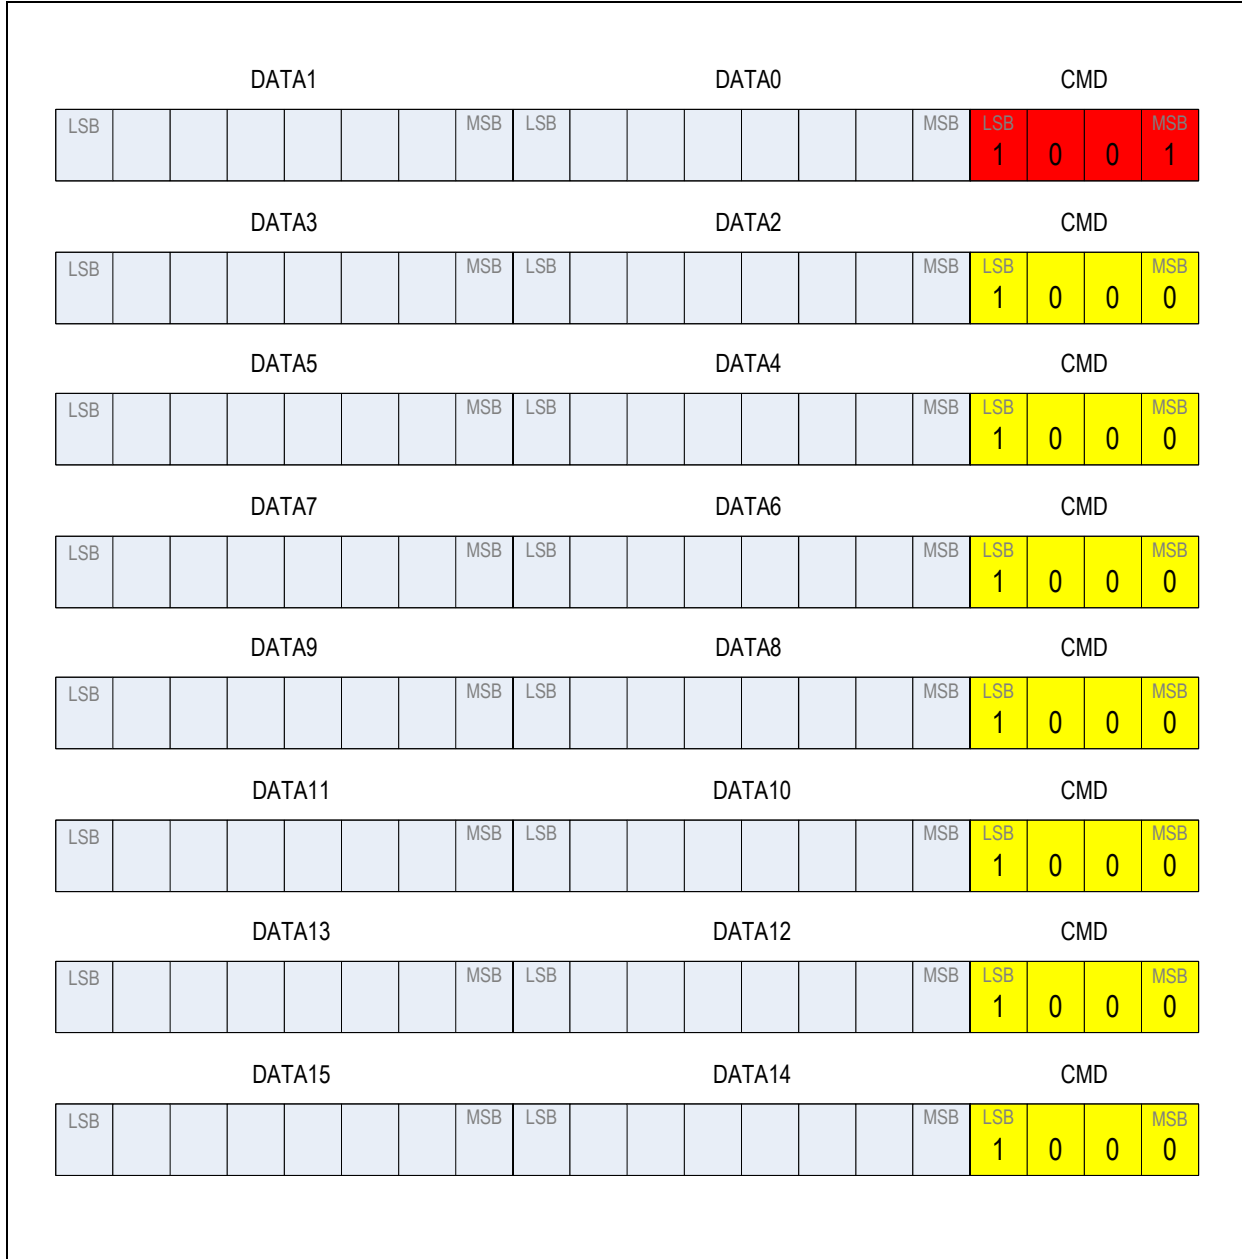 DATA1 DATA0 CMD
LSB MSB LSB MSB LSB MSB
1 0 0 1
DATA3 DATA2 CMD
LSB MSB LSB MSB LSB MSB
1 0 0 0
DATA5 DATA4 CMD
LSB MSB LSB MSB LSB MSB
1 0 0 0
DATA7 DATA6 CMD
LSB MSB LSB MSB LSB MSB
1 0 0 0
DATA9 DATA8 CMD
LSB MSB LSB MSB LSB MSB
1 0 0 0
DATA11 DATA10 CMD
LSB MSB LSB MSB LSB MSB
1 0 0 0
DATA13 DATA12 CMD
LSB MSB LSB MSB LSB MSB
1 0 0 0
DATA15 DATA14 CMD
LSB MSB LSB MSB LSB MSB
1 0 0 0